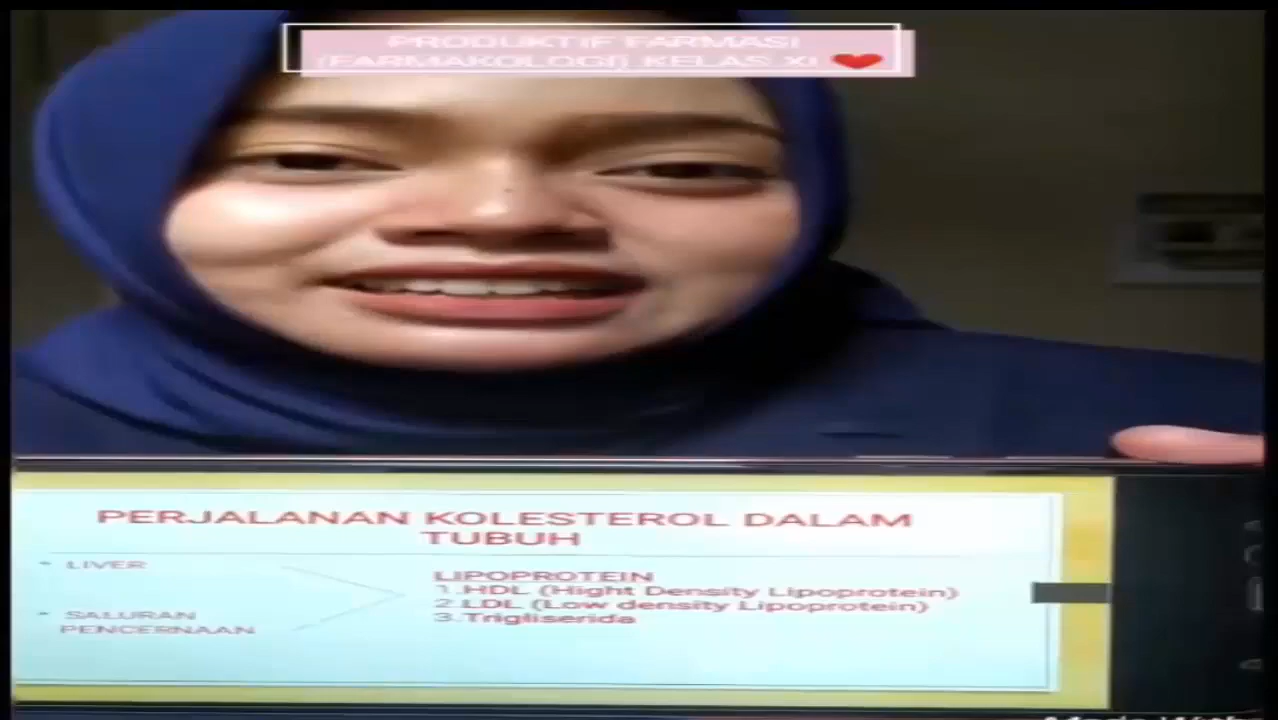 PRODUKTIF FARMASI
(FARMAKOLOGI) KELAS XI
PERJALANAN KOLESTEROL DALAM
TUBUH
LIVER
SALURAN
PENCERNAAN
LIPOPROTEIN
1.HDL (Hight Density Lipoprotein)
2.LDL (Low density Lipoprotein)
3.Trigliserida